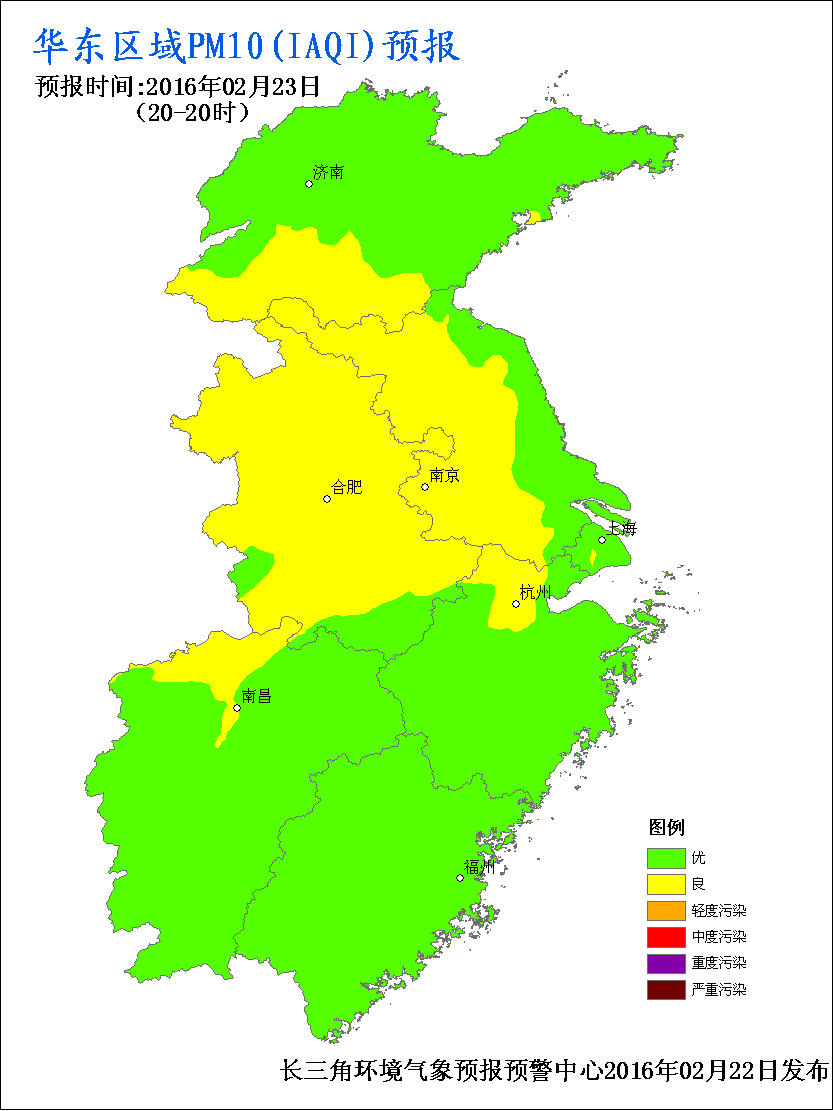 华东区域PM10(IAQI)预报
预报时间:2016年02月23日
(20-20时)
济南
南京
合肥
上海
杭州
南昌
福州
图例
优
良
轻度污染
中度污染
重度污染
严重污染
长三角环境气象预报预警中心2016年02月22日发布